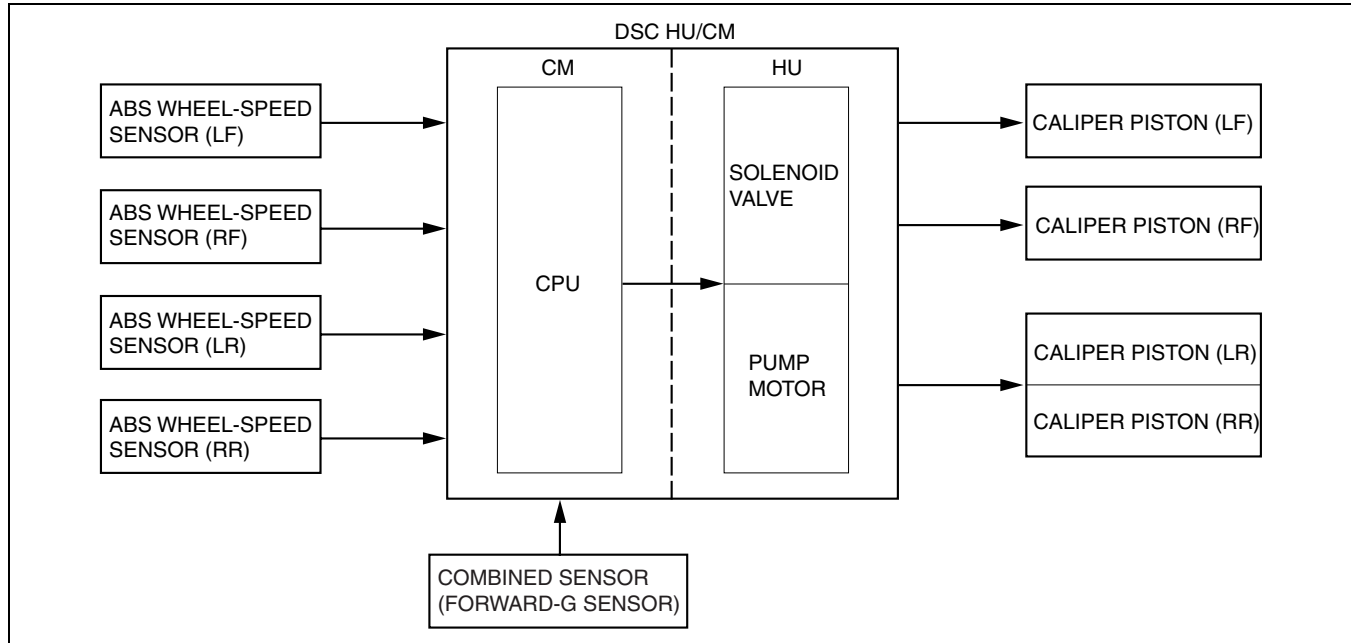 DSC HU/CM
CM
HU
ABS WHEEL-SPEED
SENSOR (LF)
ABS WHEEL-SPEED
SENSOR (RF)
ABS WHEEL-SPEED
SENSOR (LR)
ABS WHEEL-SPEED
SENSOR (RR)
CPU
SOLENOID
VALVE
PUMP
MOTOR
CALIPER PISTON (LF)
CALIPER PISTON (RF)
CALIPER PISTON (LR)
CALIPER PISTON (RR)
COMBINED SENSOR
(FORWARD-G SENSOR)